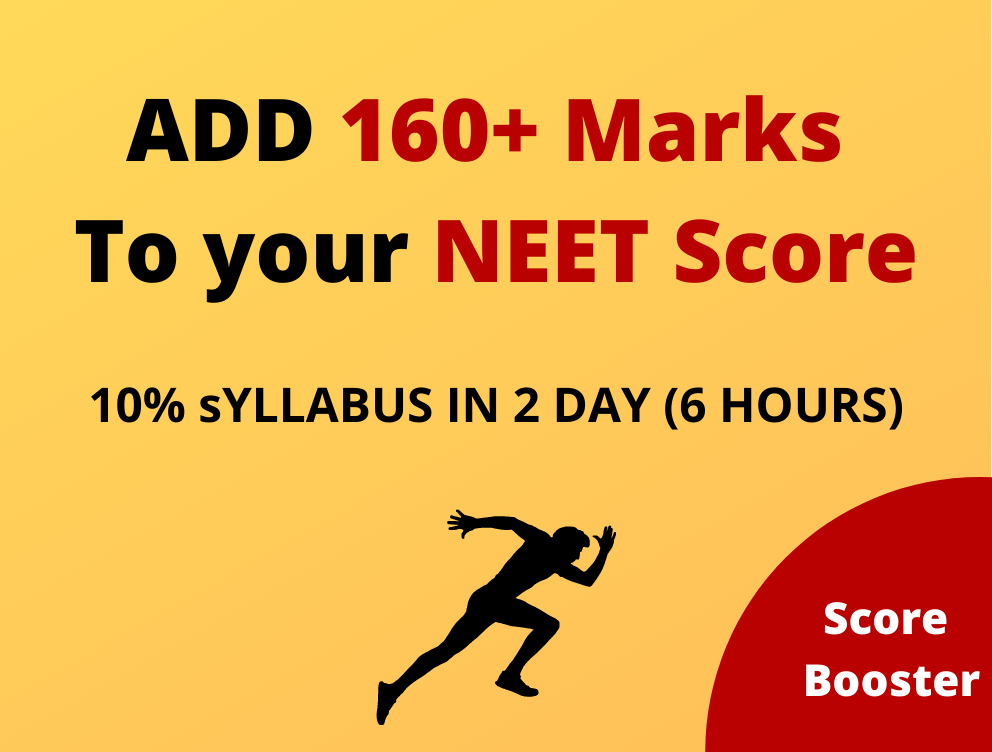 ADD 160+ Marks
To your NEET Score
10% sYLLABUS IN 2 DAY (6 HOURS)
Score
Booster